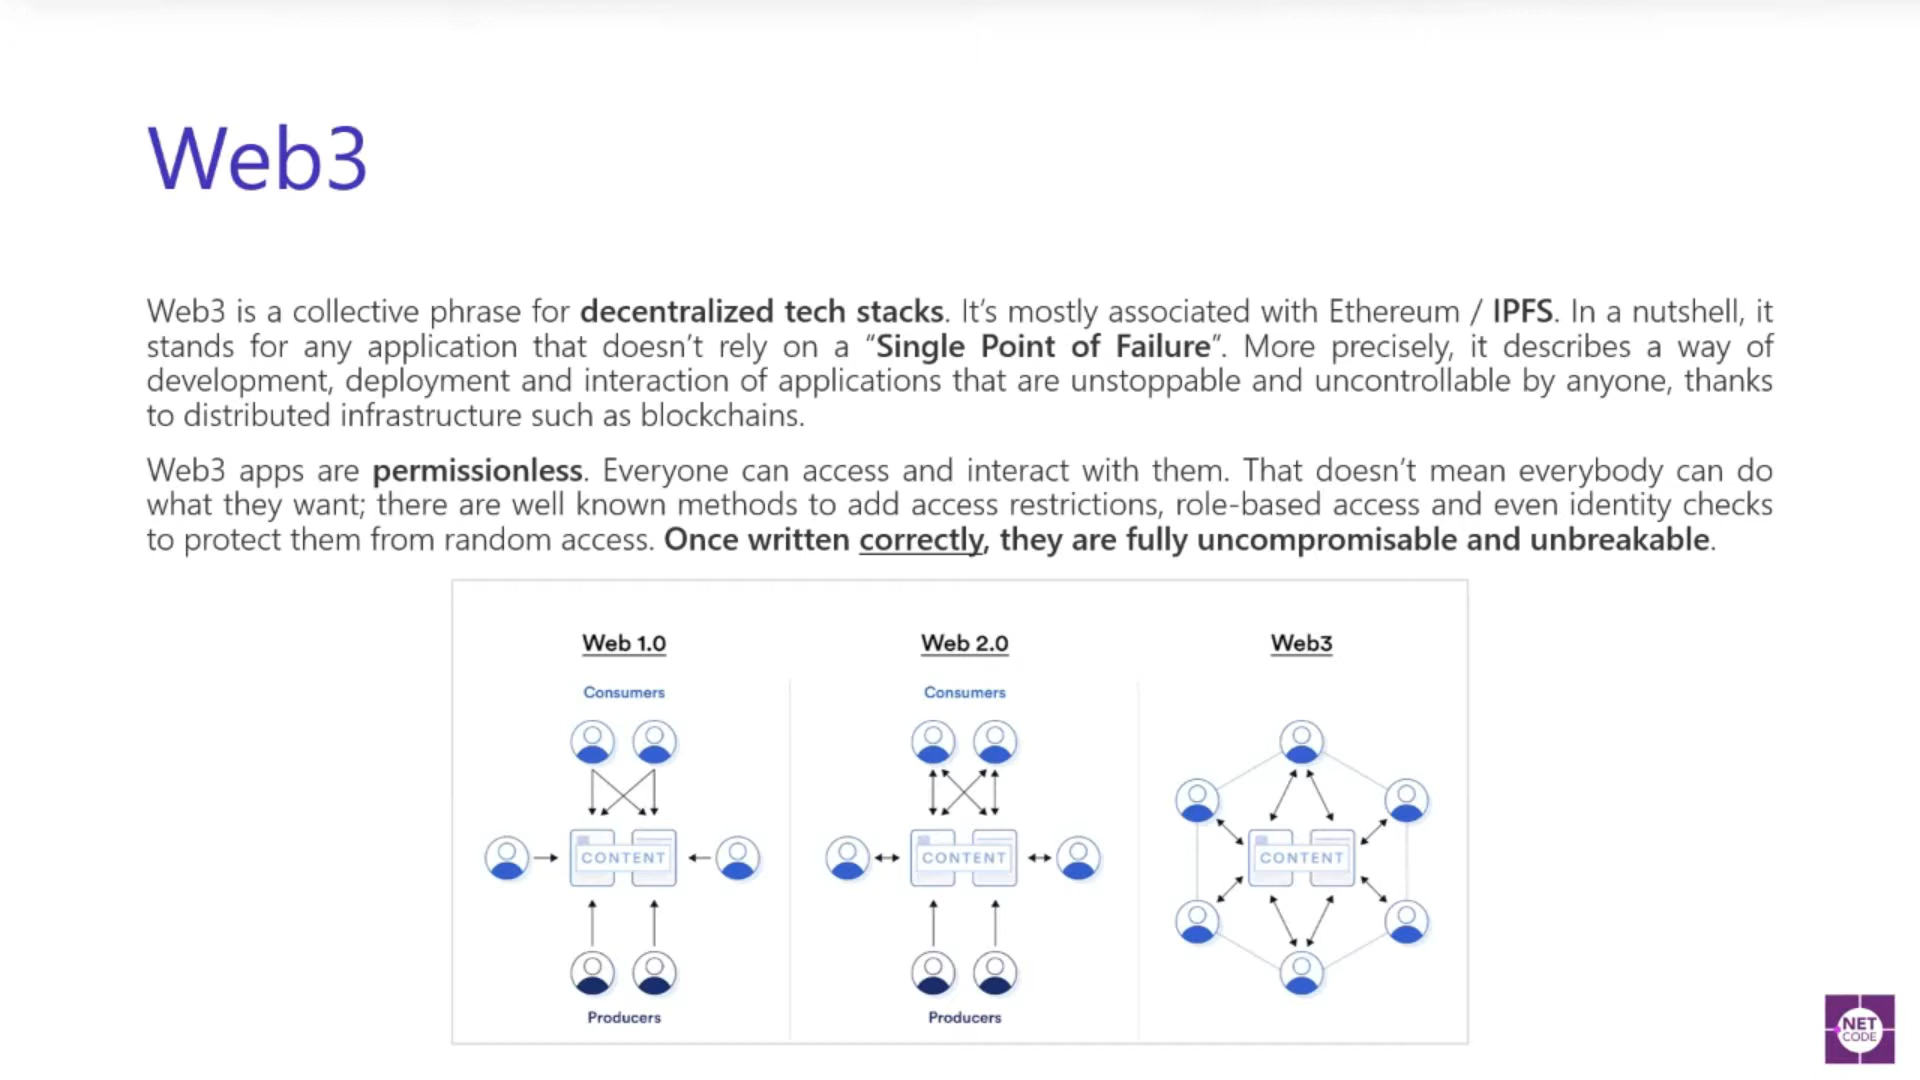 Web3
Web3 is a collective phrase for decentralized tech stacks. It’s mostly associated with Ethereum / IPFS. In a nutshell, it
stands for any application that doesn’t rely on a “Single Point of Failure”. More precisely, it describes a way of
development, deployment and interaction of applications that are unstoppable and uncontrollable by anyone, thanks
to distributed infrastructure such as blockchains.
Web3 apps are permissionless. Everyone can access and interact with them. That doesn’t mean everybody can do
what they want; there are well known methods to add access restrictions, role-based access and even identity checks
to protect them from random access. Once written correctly, they are fully uncompromisable and unbreakable.
Web 1.0
Consumers
CONTENT
Producers
Web 2.0
Consumers
CONTENT
Producers
Web3
CONTENT
NET
CODE